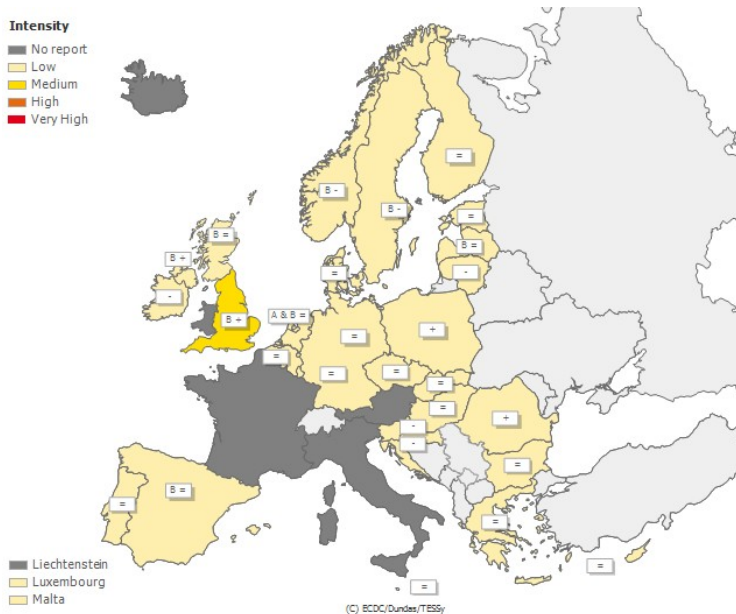 Intensity
No report
Low
Medium
High
Very High
=
B -
B -
=
B =
B =
B +
=
-
-
A & B =
B +
=
+
=
=
=
=
=
+
-
-
B =
=
=
=
=
=
Liechtenstein
Luxembourg
Malta
(C) ECDC/Dundas/TESSy